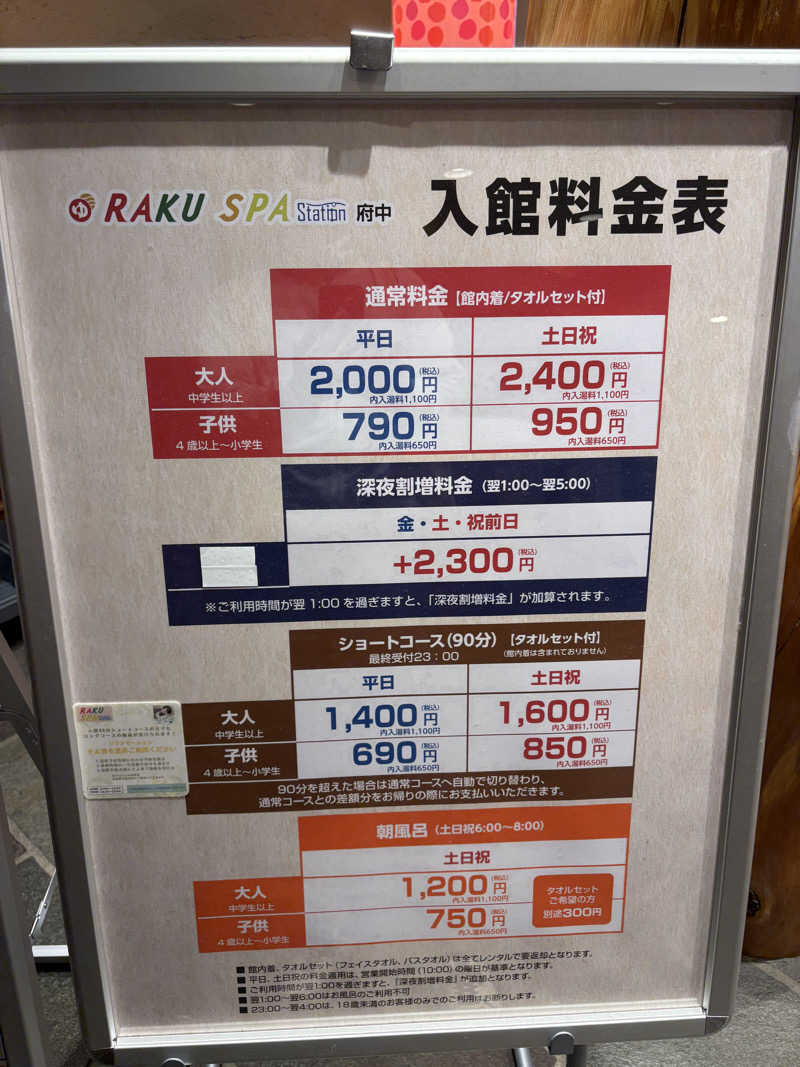 ゆ RAKU SPA Station 府中 入館料金表
通常料金【館内着/タオルセット付】
平日 土日祝
大人 中学生以上 2,000円(税込) 内入湯料1,100円 2,400円(税込) 内入湯料1,100円
子供 4歳以上〜小学生 790円(税込) 内入湯料650円 950円(税込) 内入湯料650円
深夜割増料金(翌1:00〜翌5:00)
金・土・祝前日
+2,300円(税込)
※ご利用時間が翌1:00を過ぎますと、「深夜割増料金」が加算されます。
ショートコース(90分)【タオルセット付】
最終受付23:00 (館内着は含まれておりません)
平日 土日祝
大人 中学生以上 1,400円(税込) 内入湯料1,100円 1,600円(税込) 内入湯料1,100円
子供 4歳以上〜小学生 690円(税込) 内入湯料650円 850円(税込) 内入湯料650円
90分を超えた場合は通常コースへ自動で切り替わり、
通常コースとの差額分をお帰りの際にお支払いいただきます。
RAKU SPA
朝風呂(土日祝6:00〜8:00)
土日祝
大人 中学生以上 1,200円(税込) 内入湯料1,100円
子供 4歳以上〜小学生 750円(税込) 内入湯料650円
タオルセット
ご希望の方
別途300円
■ 館内着、タオルセット(フェイスタオル、バスタオル)は全てレンタルで要返却となります。
■ 平日、土日祝の料金適用は、営業開始時間(10:00)の曜日が基準となります。
■ ご利用時間が翌1:00を過ぎますと、「深夜割増料金」が追加となります。
■ 翌1:00〜翌6:00はお風呂のご利用不可
■ 23:00〜翌4:00は、18歳未満のお客様のみでのご利用はお断りします。